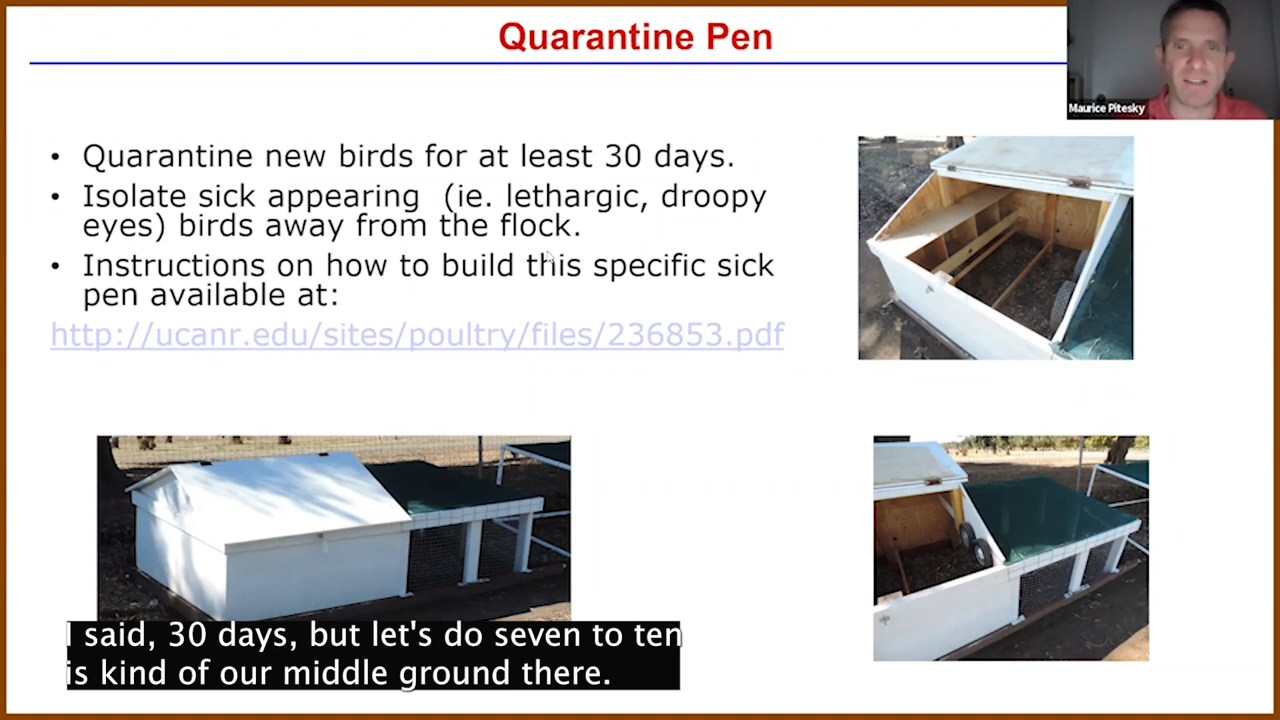 Quarantine Pen
Maurice Pitesky
• Quarantine new birds for at least 30 days.
• Isolate sick appearing (ie. lethargic, droopy
eyes) birds away from the flock.
• Instructions on how to build this specific sick
pen available at:
http://ucanr.edu/sites/poultry/files/236853.pdf
I said, 30 days, but let's do seven to ten
is kind of our middle ground there.